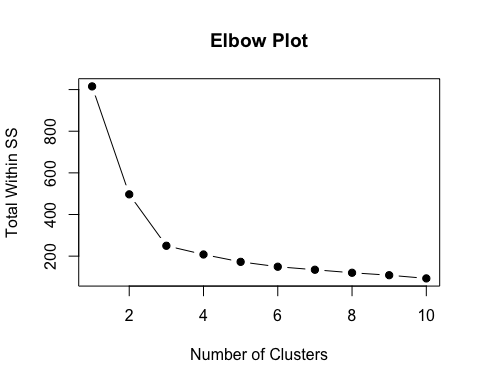 Elbow Plot
Total Within SS
800
600
400
200
2 4 6 8 10
Number of Clusters